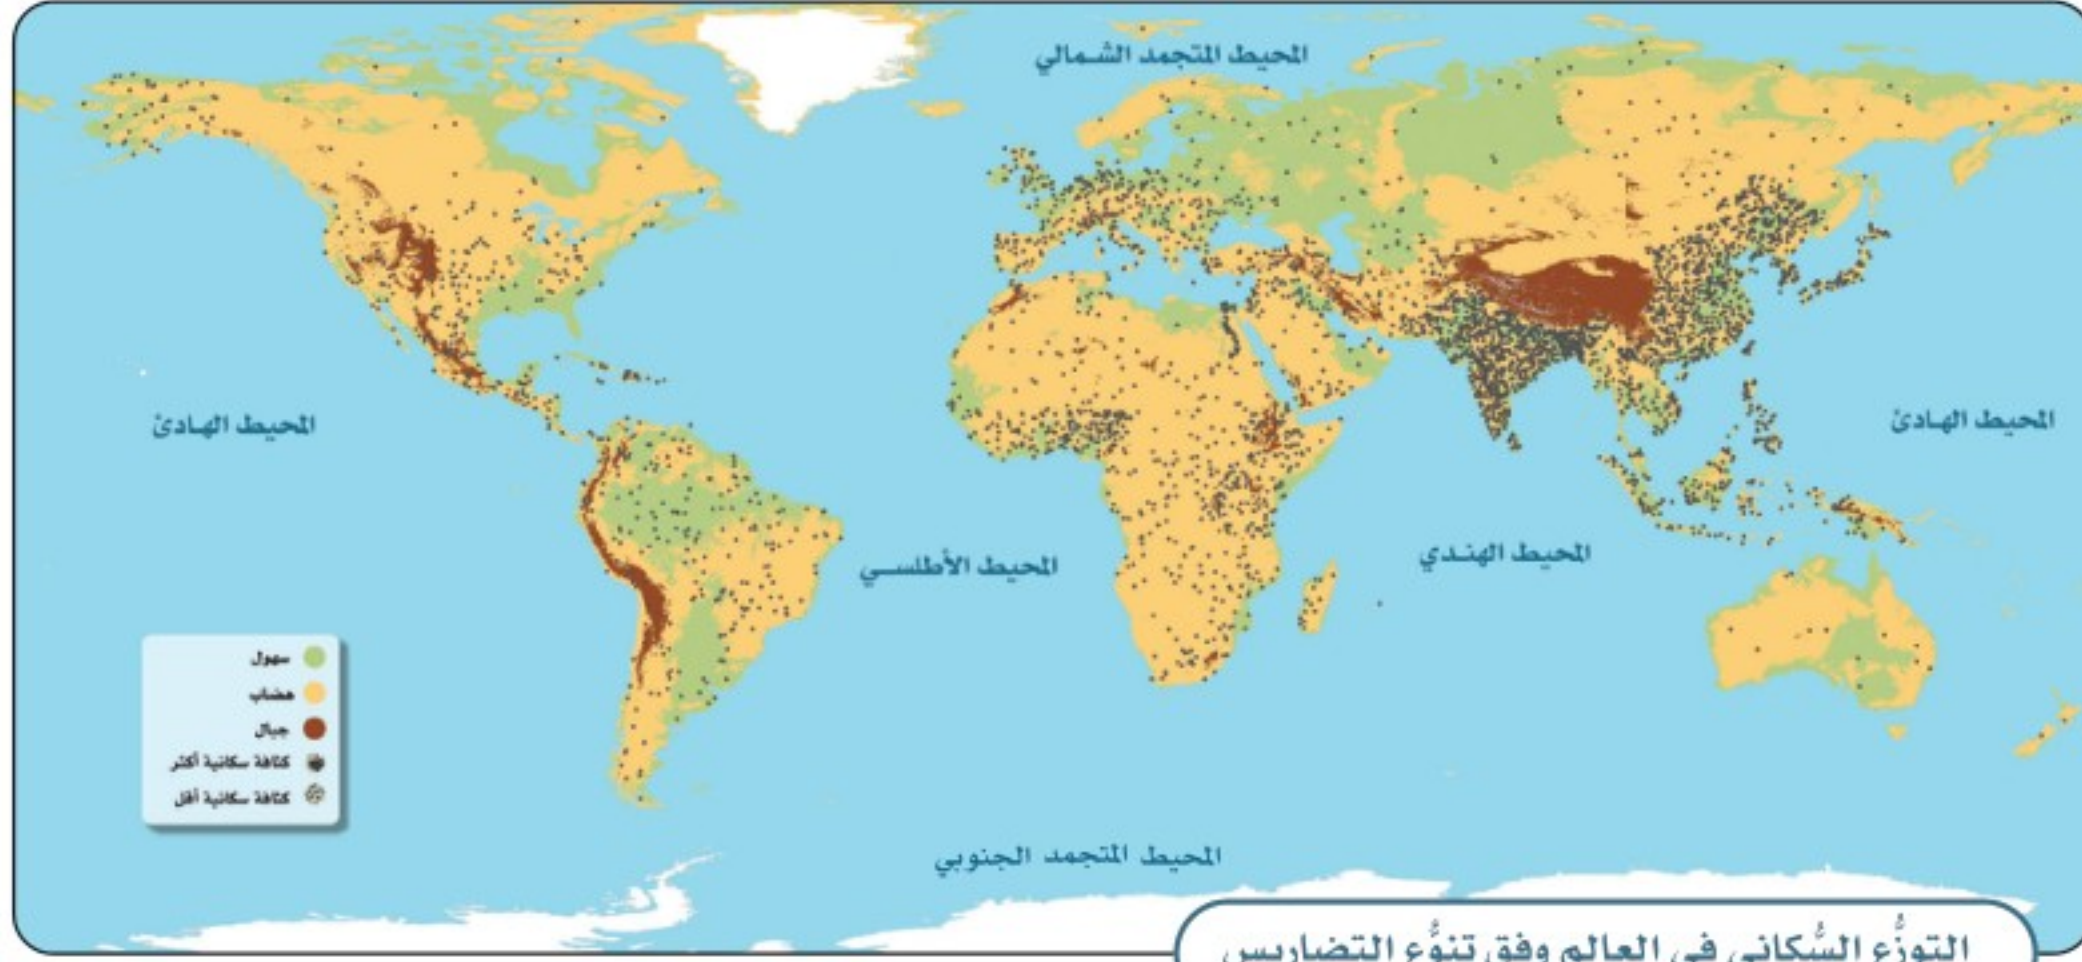 المحيط المتجمد الشمالي
المحيط الهادئ
المحيط الهادئ
المحيط الأطلسي
المحيط الهندي
سهول
هضاب
جبال
كثافة سكانية أكثر
كثافة سكانية أقل
المحيط المتجمد الجنوبي
التوزُّع السُّكاني في العالم وفق تنوُّع التضاريس